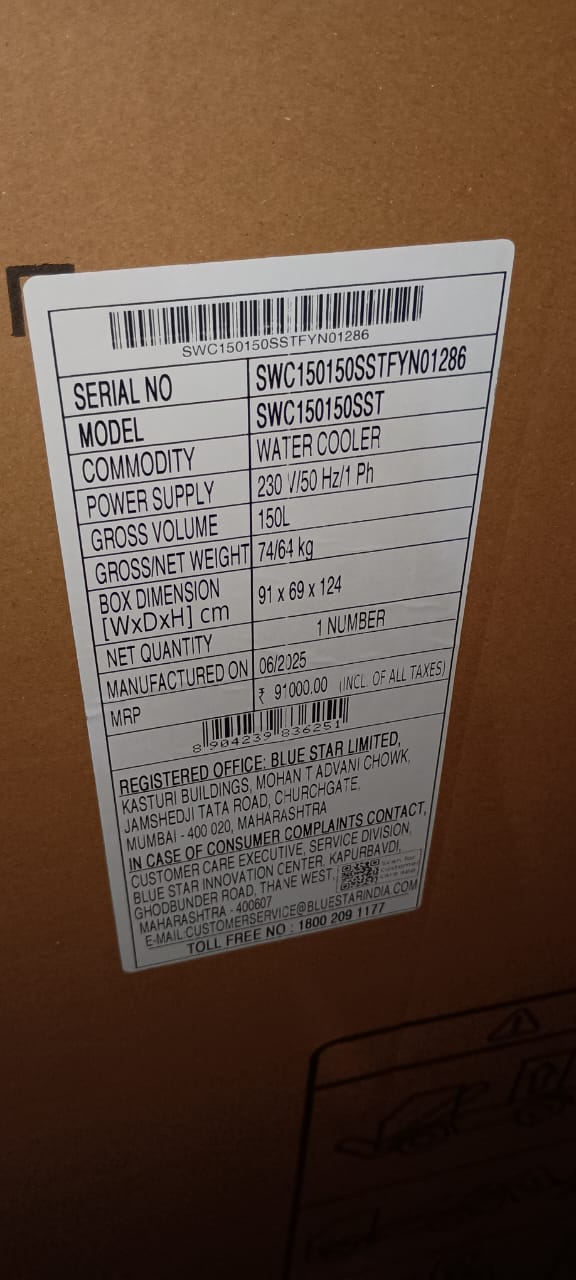 SWC150150SSTFYN01286
SERIAL NO SWC150150SSTFYN01286
MODEL SWC150150SST
COMMODITY WATER COOLER
POWER SUPPLY 230 V/50 Hz/1 Ph
GROSS VOLUME 150L
GROSS/NET WEIGHT 74/64 kg
BOX DIMENSION
[WxDxH] cm 91 x 69 x 124
NET QUANTITY 1 NUMBER
MANUFACTURED ON 06/2025
MRP ₹ 91000.00 (INCL. OF ALL TAXES)
8 904239 836251
REGISTERED OFFICE: BLUE STAR LIMITED,
KASTURI BUILDINGS, MOHAN T ADVANI CHOWK,
JAMSHEDJI TATA ROAD, CHURCHGATE,
MUMBAI - 400 020, MAHARASHTRA
IN CASE OF CONSUMER COMPLAINTS CONTACT,
CUSTOMER CARE EXECUTIVE, SERVICE DIVISION,
BLUE STAR INNOVATION CENTER, KAPURBAVDI,
GHODBUNDER ROAD, THANE WEST,
MAHARASHTRA - 400607
Scan for
Customer
care app
E-MAIL:CUSTOMERSERVICE@BLUESTARINDIA.COM
TOLL FREE NO : 1800 209 1177